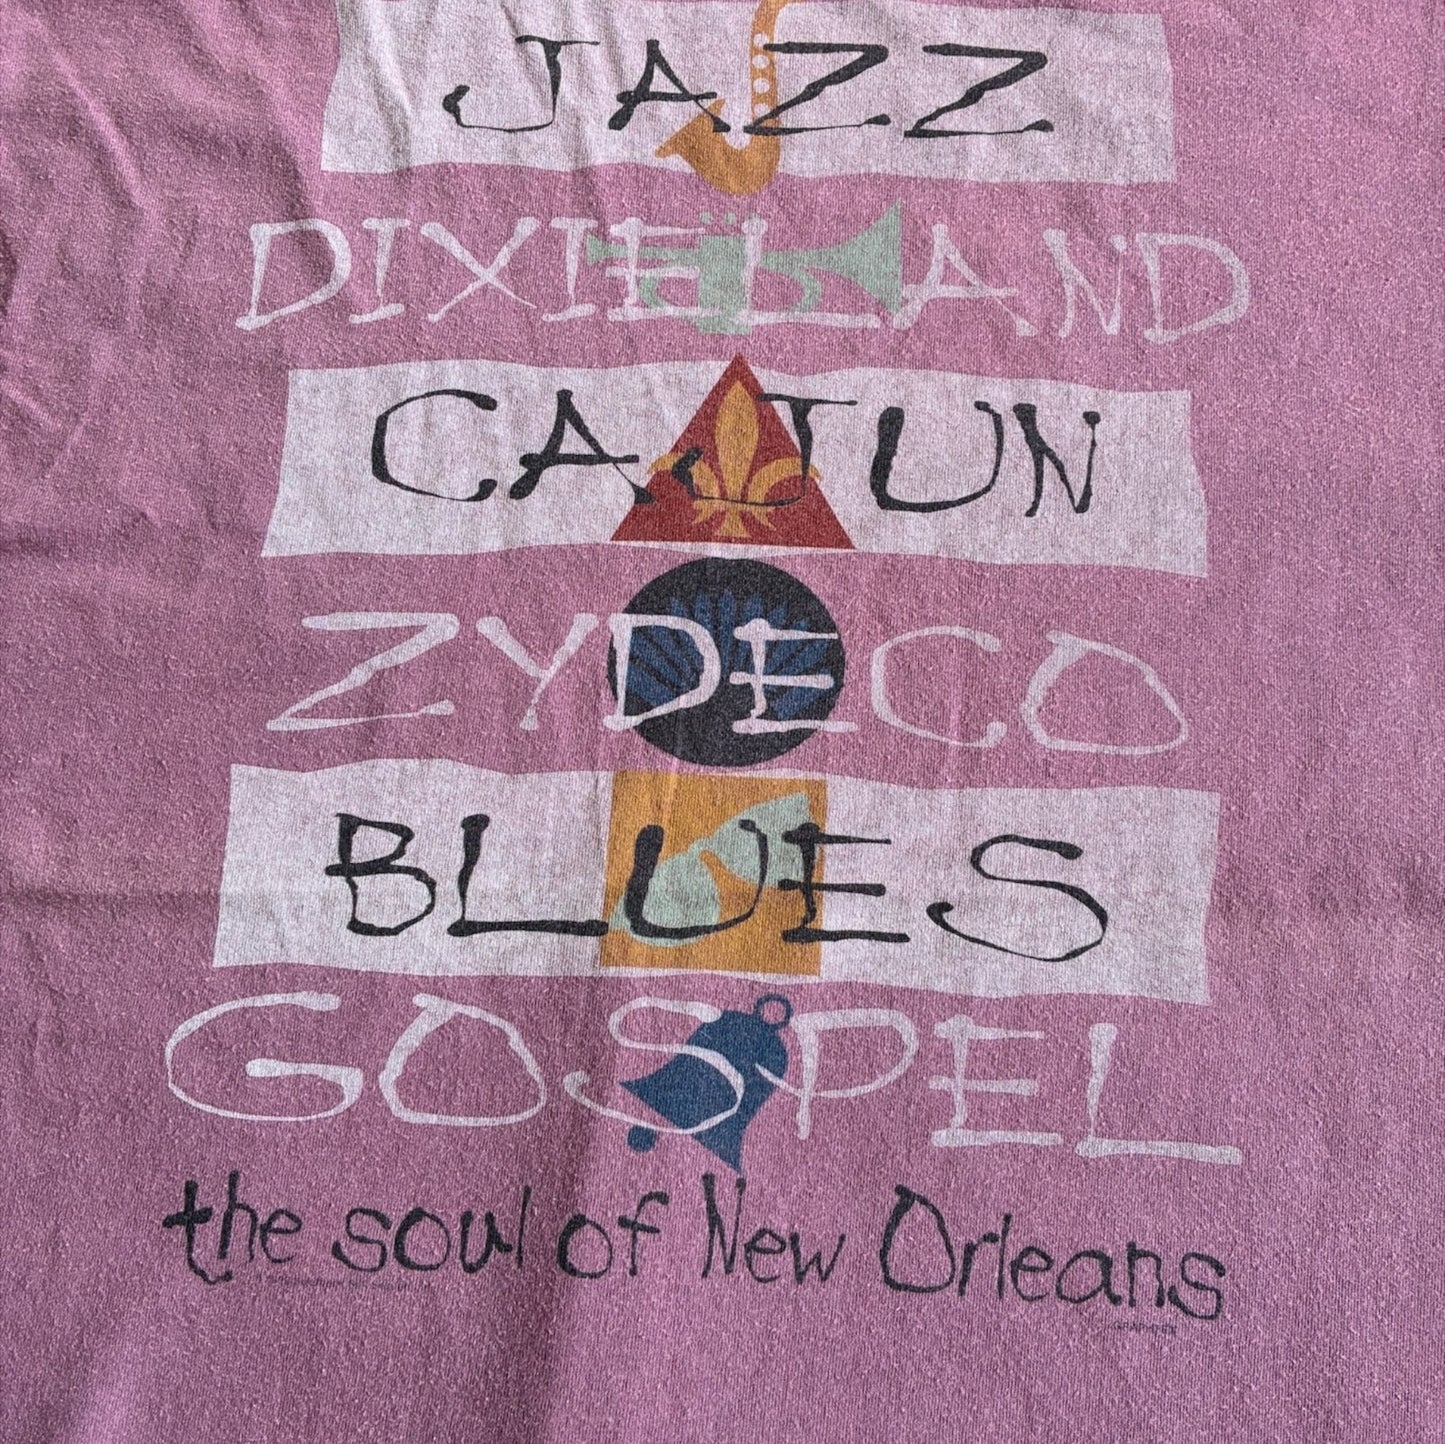 JAZZ
DIXIELAND
CAJUN
ZYDECO
BLUES
GOSPEL
the soul of New Orleans